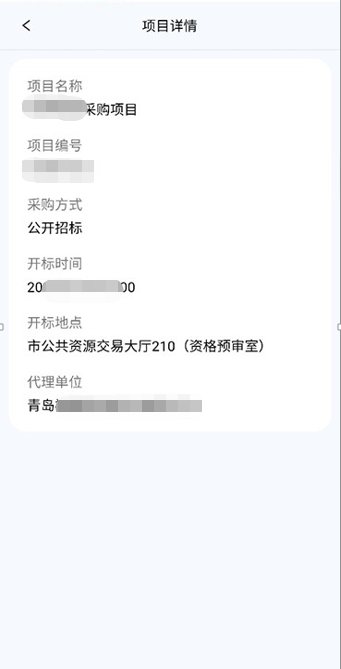 项目详情
项目名称
采购项目
项目编号
采购方式
公开招标
开标时间
20 00
开标地点
市公共资源交易大厅210（资格预审室）
代理单位
青岛